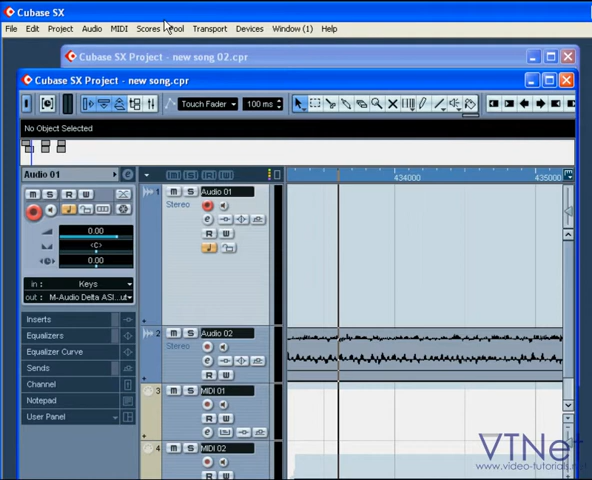 Cubase SX
File Edit Project Audio MIDI Scores Pool Transport Devices Window (1) Help
Cubase SX Project - new song 02.cpr
Cubase SX Project - new song.cpr
Touch Fader 100 ms
No Object Selected
Audio 01
434000 435000
M S R W
0.00
<C>
0.00
in : Keys
out : M-Audio Delta ASI...ut
Inserts
Equalizers
Equalizer Curve
Sends
Channel
Notepad
User Panel
1 M S Audio 01
Stereo
e
R W
2 M S Audio 02
Stereo
e
R W
3 M S MIDI 01
R W
e
4 M S MIDI 02
R W
VTNet
www.video-tutorials.net